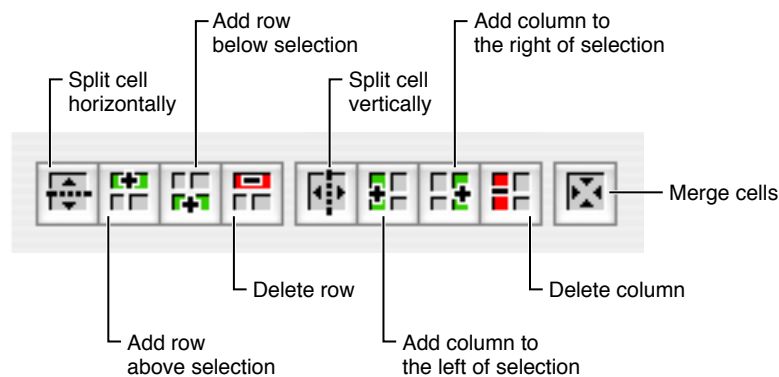 Add row
below selection
Add column to
the right of selection
Split cell
horizontally
Split cell
vertically
Merge cells
Delete row
Delete column
Add row
above selection
Add column to
the left of selection